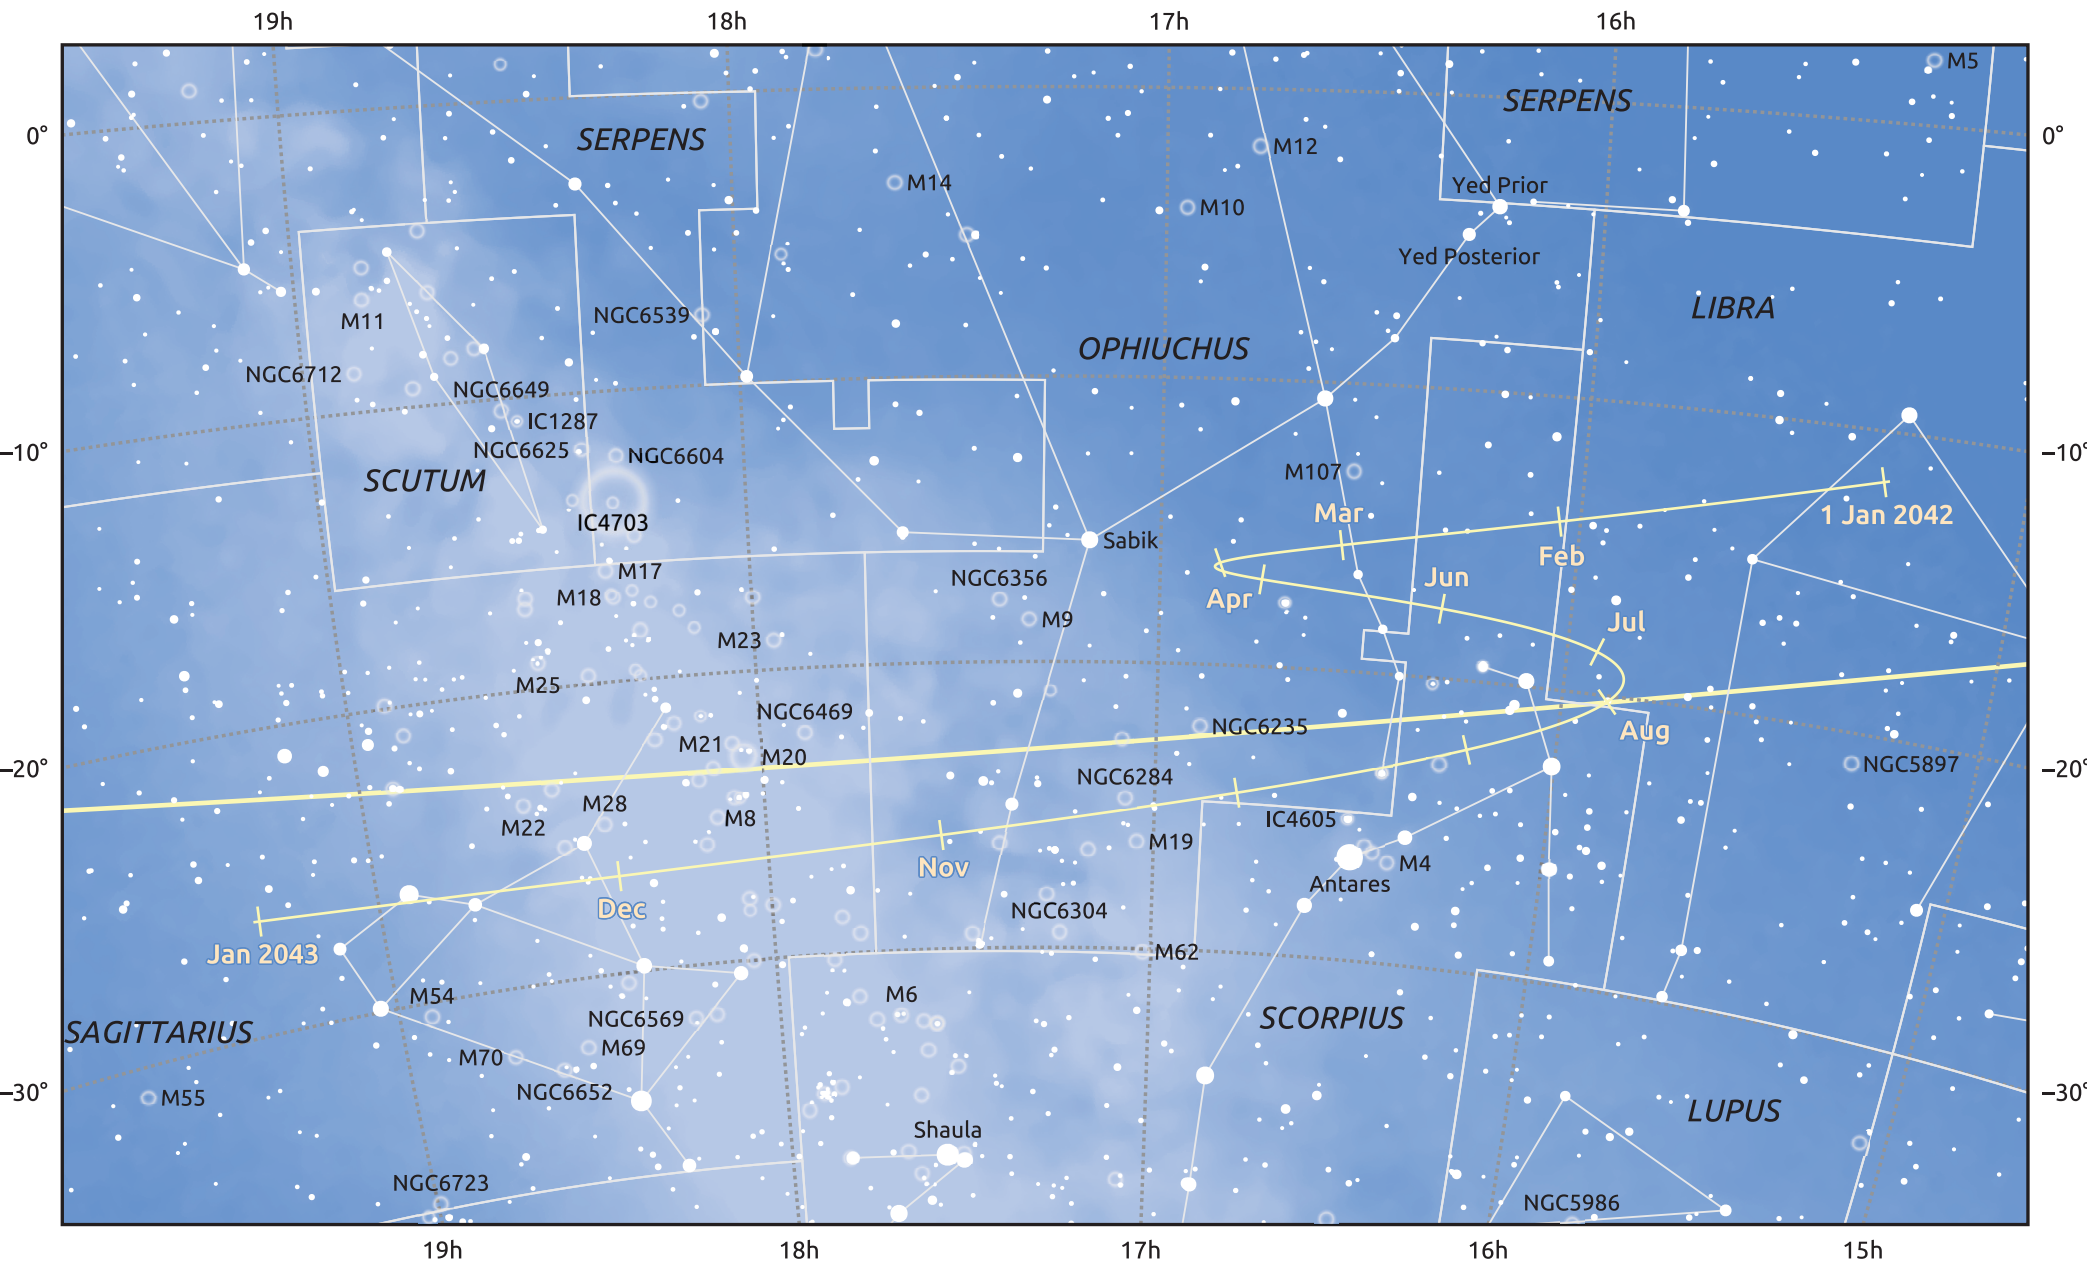 19h 18h 17h 16h
M5
SERPENS
0° SERPENS 0°
M12
M14
Yed Prior
M10
Yed Posterior
LIBRA
NGC6539
M11
OPHIUCHUS
NGC6712
NGC6649
IC1287
−10° NGC6625 NGC6604 −10°
M107
SCUTUM
Mar
1 Jan 2042
IC4703
Sabik
Feb
M17 NGC6356 Jun
M18 Apr
M9 Jul
M23
M25
NGC6469 NGC6235
Aug
M21
M20
−20° NGC6284 NGC5897 −20°
M28
M8 IC4605
M22
M19
Nov M4
Antares
Dec NGC6304
Jan 2043 M62
M54 M6
NGC6569 SCORPIUS
SAGITTARIUS
M69
M70
NGC6652
−30° M55 −30°
LUPUS
Shaula
NGC6723
NGC5986
19h 18h 17h 16h 15h